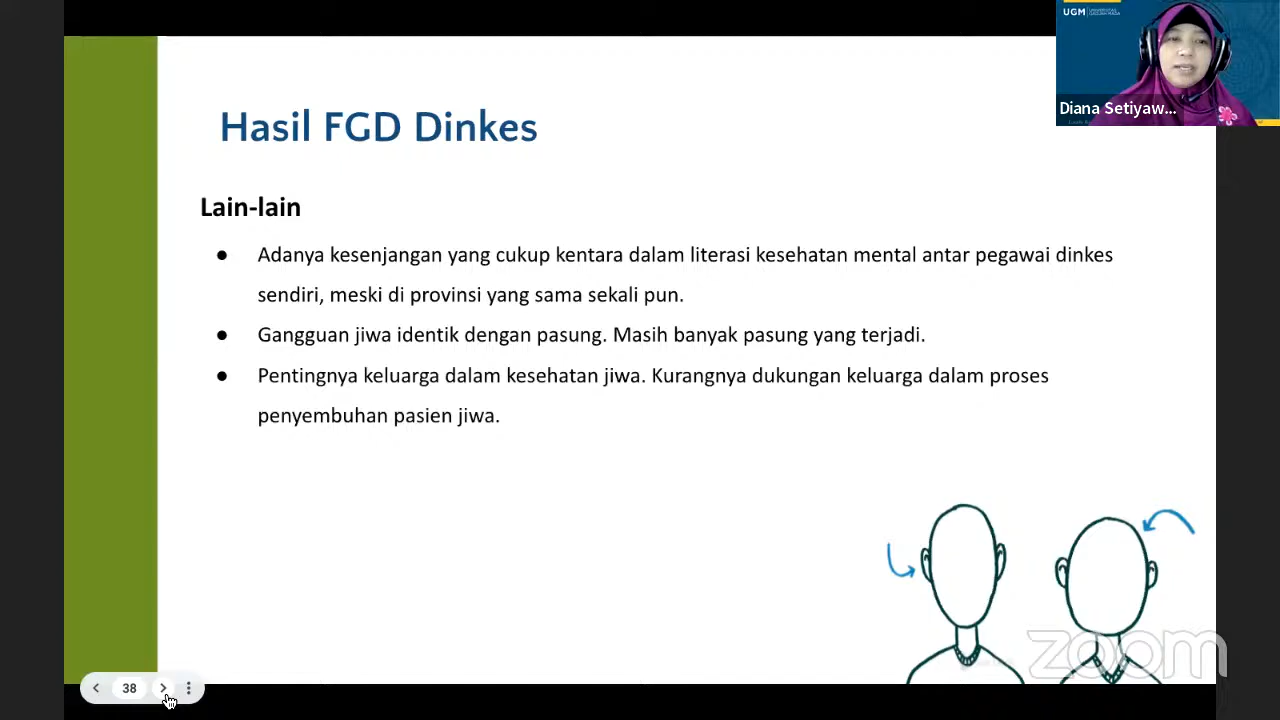 UGM
Diana Setiyaw...
Hasil FGD Dinkes
Lain-lain
● Adanya kesenjangan yang cukup kentara dalam literasi kesehatan mental antar pegawai dinkes
sendiri, meski di provinsi yang sama sekali pun.
● Gangguan jiwa identik dengan pasung. Masih banyak pasung yang terjadi.
● Pentingnya keluarga dalam kesehatan jiwa. Kurangnya dukungan keluarga dalam proses
penyembuhan pasien jiwa.
zoom
38